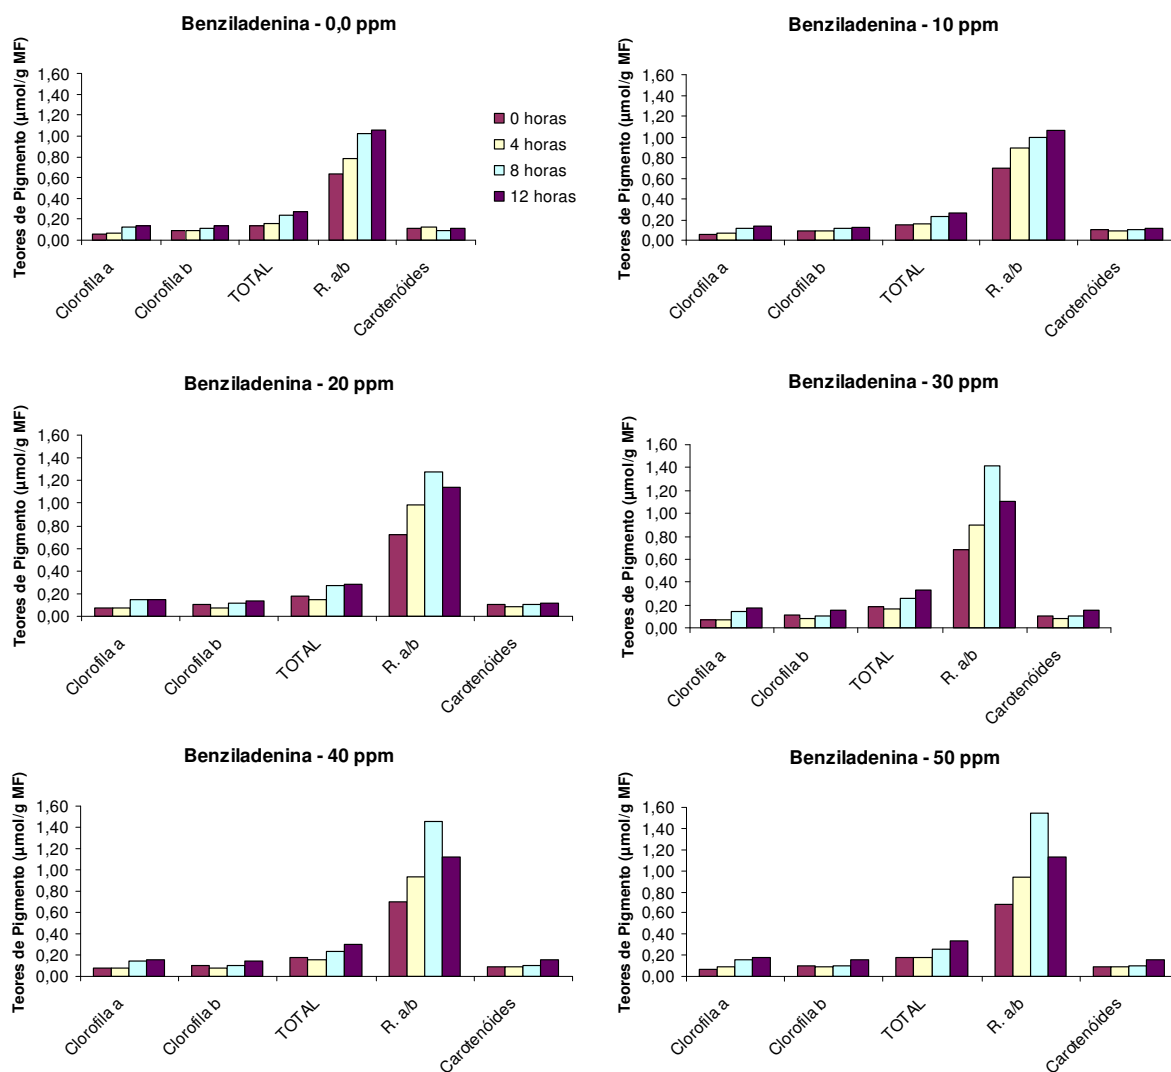 Benziladenina - 0,0 ppm
Teores de Pigmento (µmol/g MF)
1,60
1,40
1,20
1,00
0,80
0,60
0,40
0,20
0,00
Clorofila a
Clorofila b
TOTAL
R. a/b
Carotenóides
0 horas
4 horas
8 horas
12 horas
Benziladenina - 10 ppm
Teores de Pigmento (µmol/g MF)
1,60
1,40
1,20
1,00
0,80
0,60
0,40
0,20
0,00
Clorofila a
Clorofila b
TOTAL
R. a/b
Carotenóides
Benziladenina - 20 ppm
Teores de Pigmento (µmol/g MF)
1,60
1,40
1,20
1,00
0,80
0,60
0,40
0,20
0,00
Clorofila a
Clorofila b
TOTAL
R. a/b
Carotenóides
Benziladenina - 30 ppm
Teores de Pigmento (µmol/g MF)
1,60
1,40
1,20
1,00
0,80
0,60
0,40
0,20
0,00
Clorofila a
Clorofila b
TOTAL
R. a/b
Carotenóides
Benziladenina - 40 ppm
Teores de Pigmento (µmol/g MF)
1,60
1,40
1,20
1,00
0,80
0,60
0,40
0,20
0,00
Clorofila a
Clorofila b
TOTAL
R. a/b
Carotenóides
Benziladenina - 50 ppm
Teores de Pigmento (µmol/g MF)
1,60
1,40
1,20
1,00
0,80
0,60
0,40
0,20
0,00
Clorofila a
Clorofila b
TOTAL
R. a/b
Carotenóides